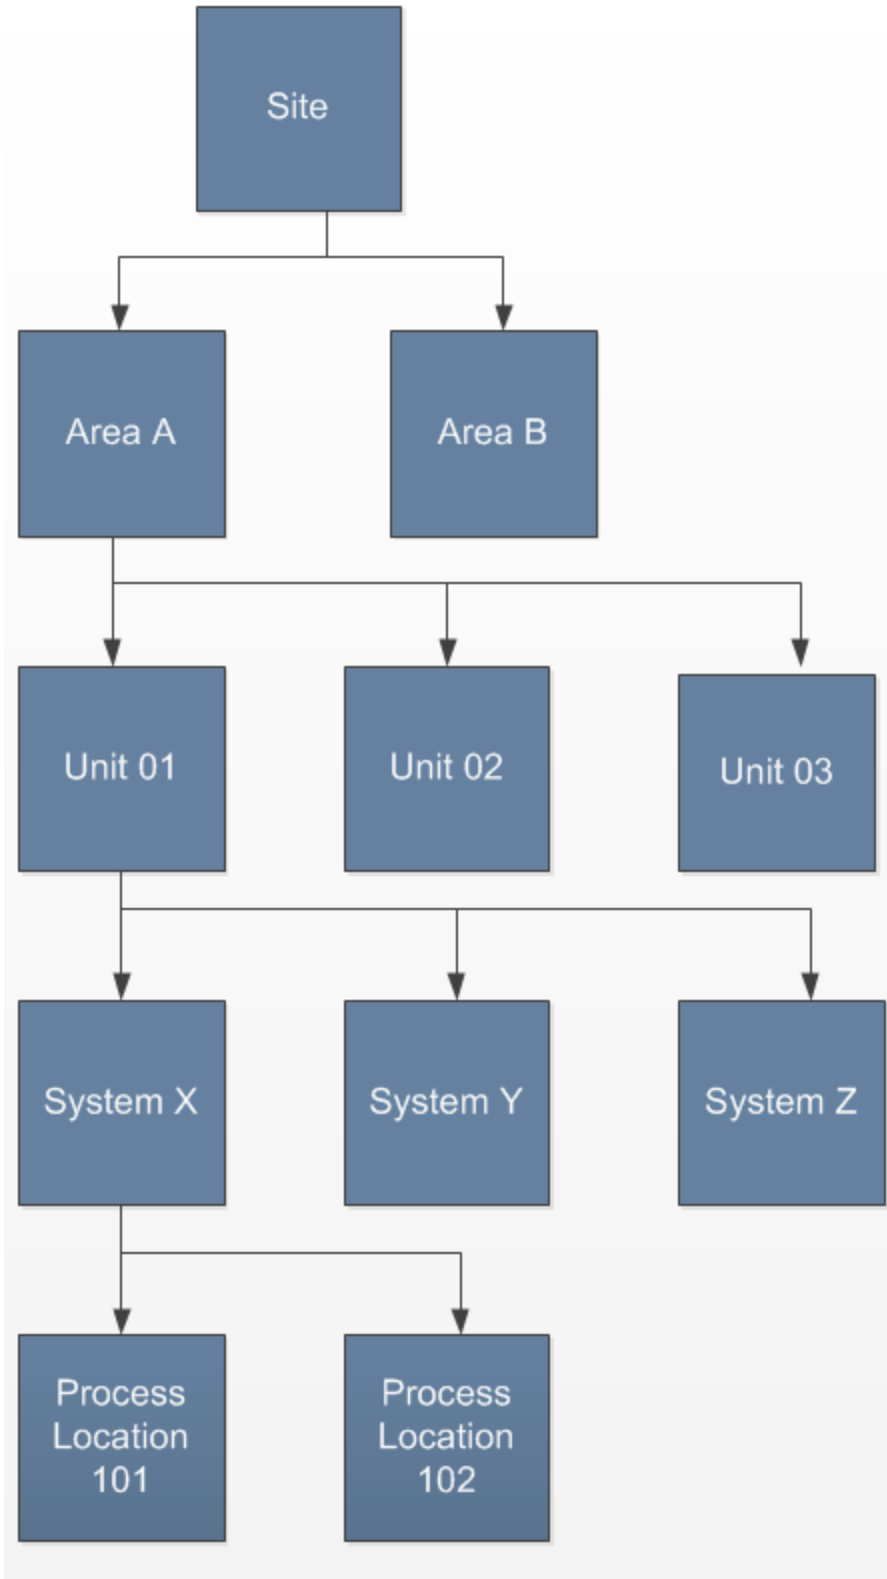 Site
Area A
Area B
Unit 01
Unit 02
Unit 03
System X
System Y
System Z
Process
Location
101
Process
Location
102